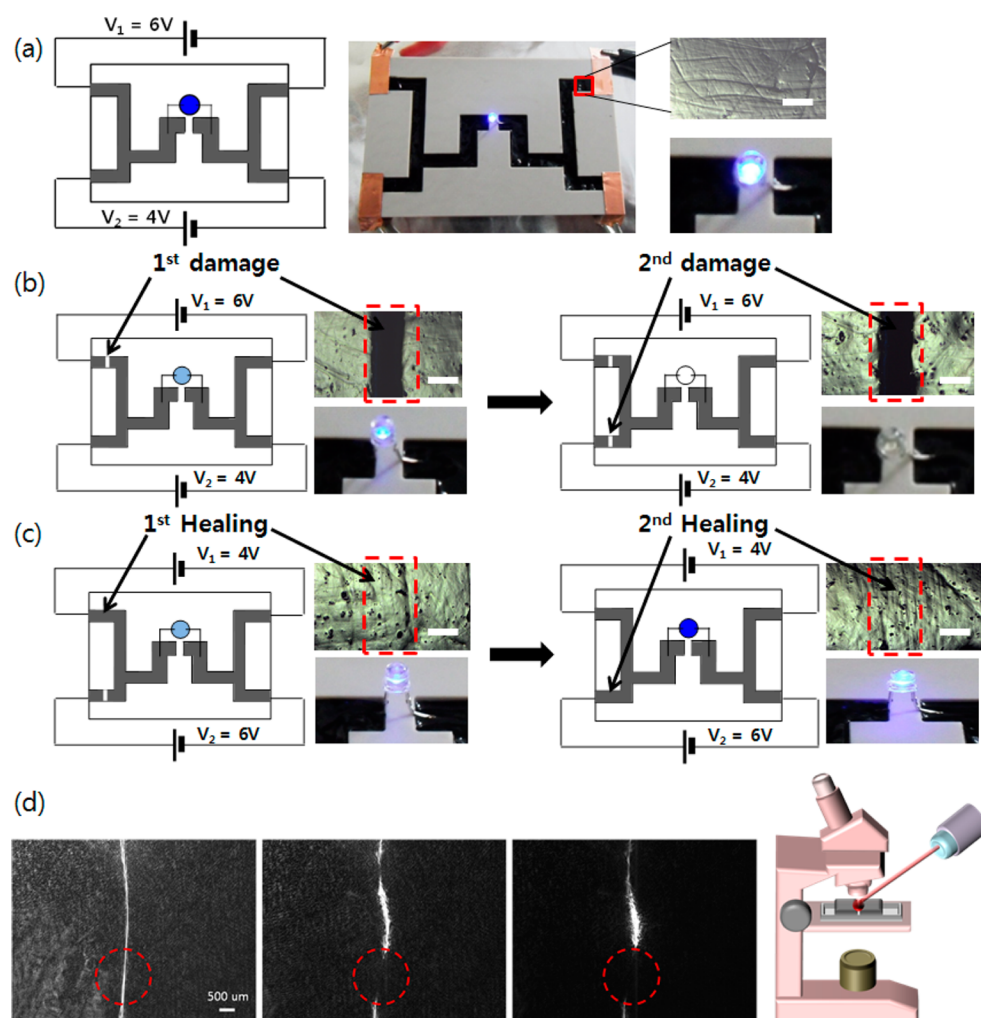 (a)
V₁ = 6V
V₂ = 4V
1ˢᵗ damage
2ⁿᵈ damage
(b)
V₁ = 6V
V₂ = 4V
V₁ = 6V
V₂ = 4V
1ˢᵗ Healing
2ⁿᵈ Healing
(c)
V₁ = 4V
V₂ = 6V
V₁ = 4V
V₂ = 6V
(d)
500 um